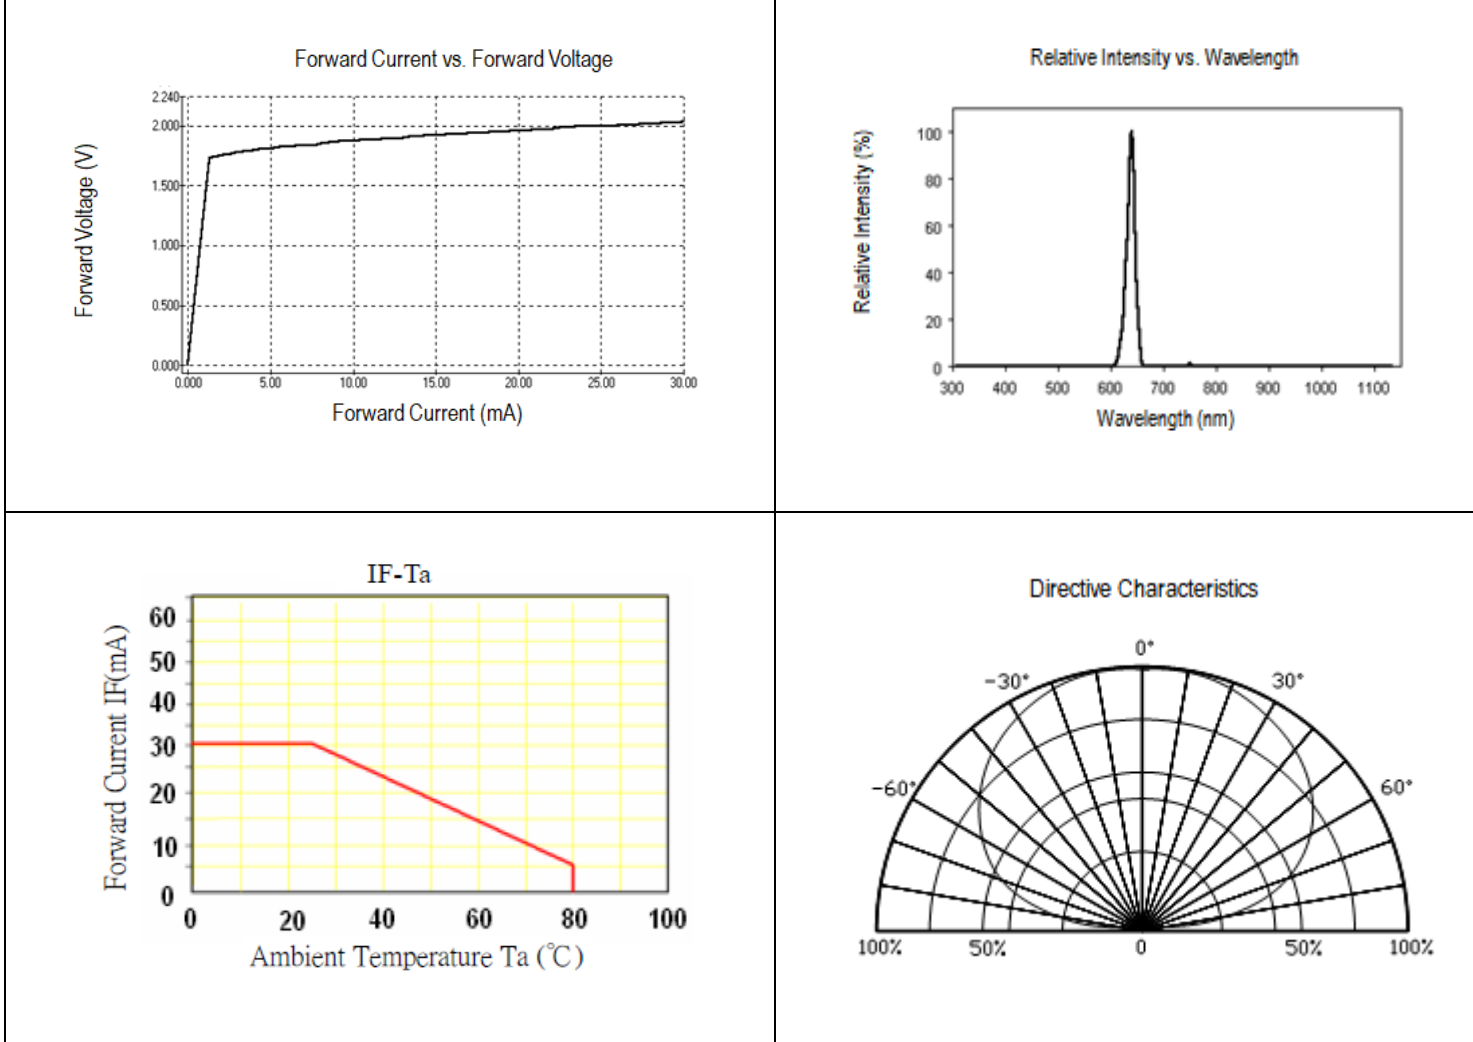 Forward Current vs. Forward Voltage
2.240
2.000
1.500
1.000
0.500
0.000
Forward Voltage (V)
0.000 5.00 10.00 15.00 20.00 25.00 30.00
Forward Current (mA)
Relative Intensity vs. Wavelength
100
80
60
40
20
0
Relative Intensity (%)
300 400 500 600 700 800 900 1000 1100
Wavelength (nm)
IF-Ta
60
50
40
30
20
10
0
Forward Current IF(mA)
0 20 40 60 80 100
Ambient Temperature Ta (℃)
Directive Characteristics
0°
-30° 30°
-60° 60°
100% 50% 0 50% 100%